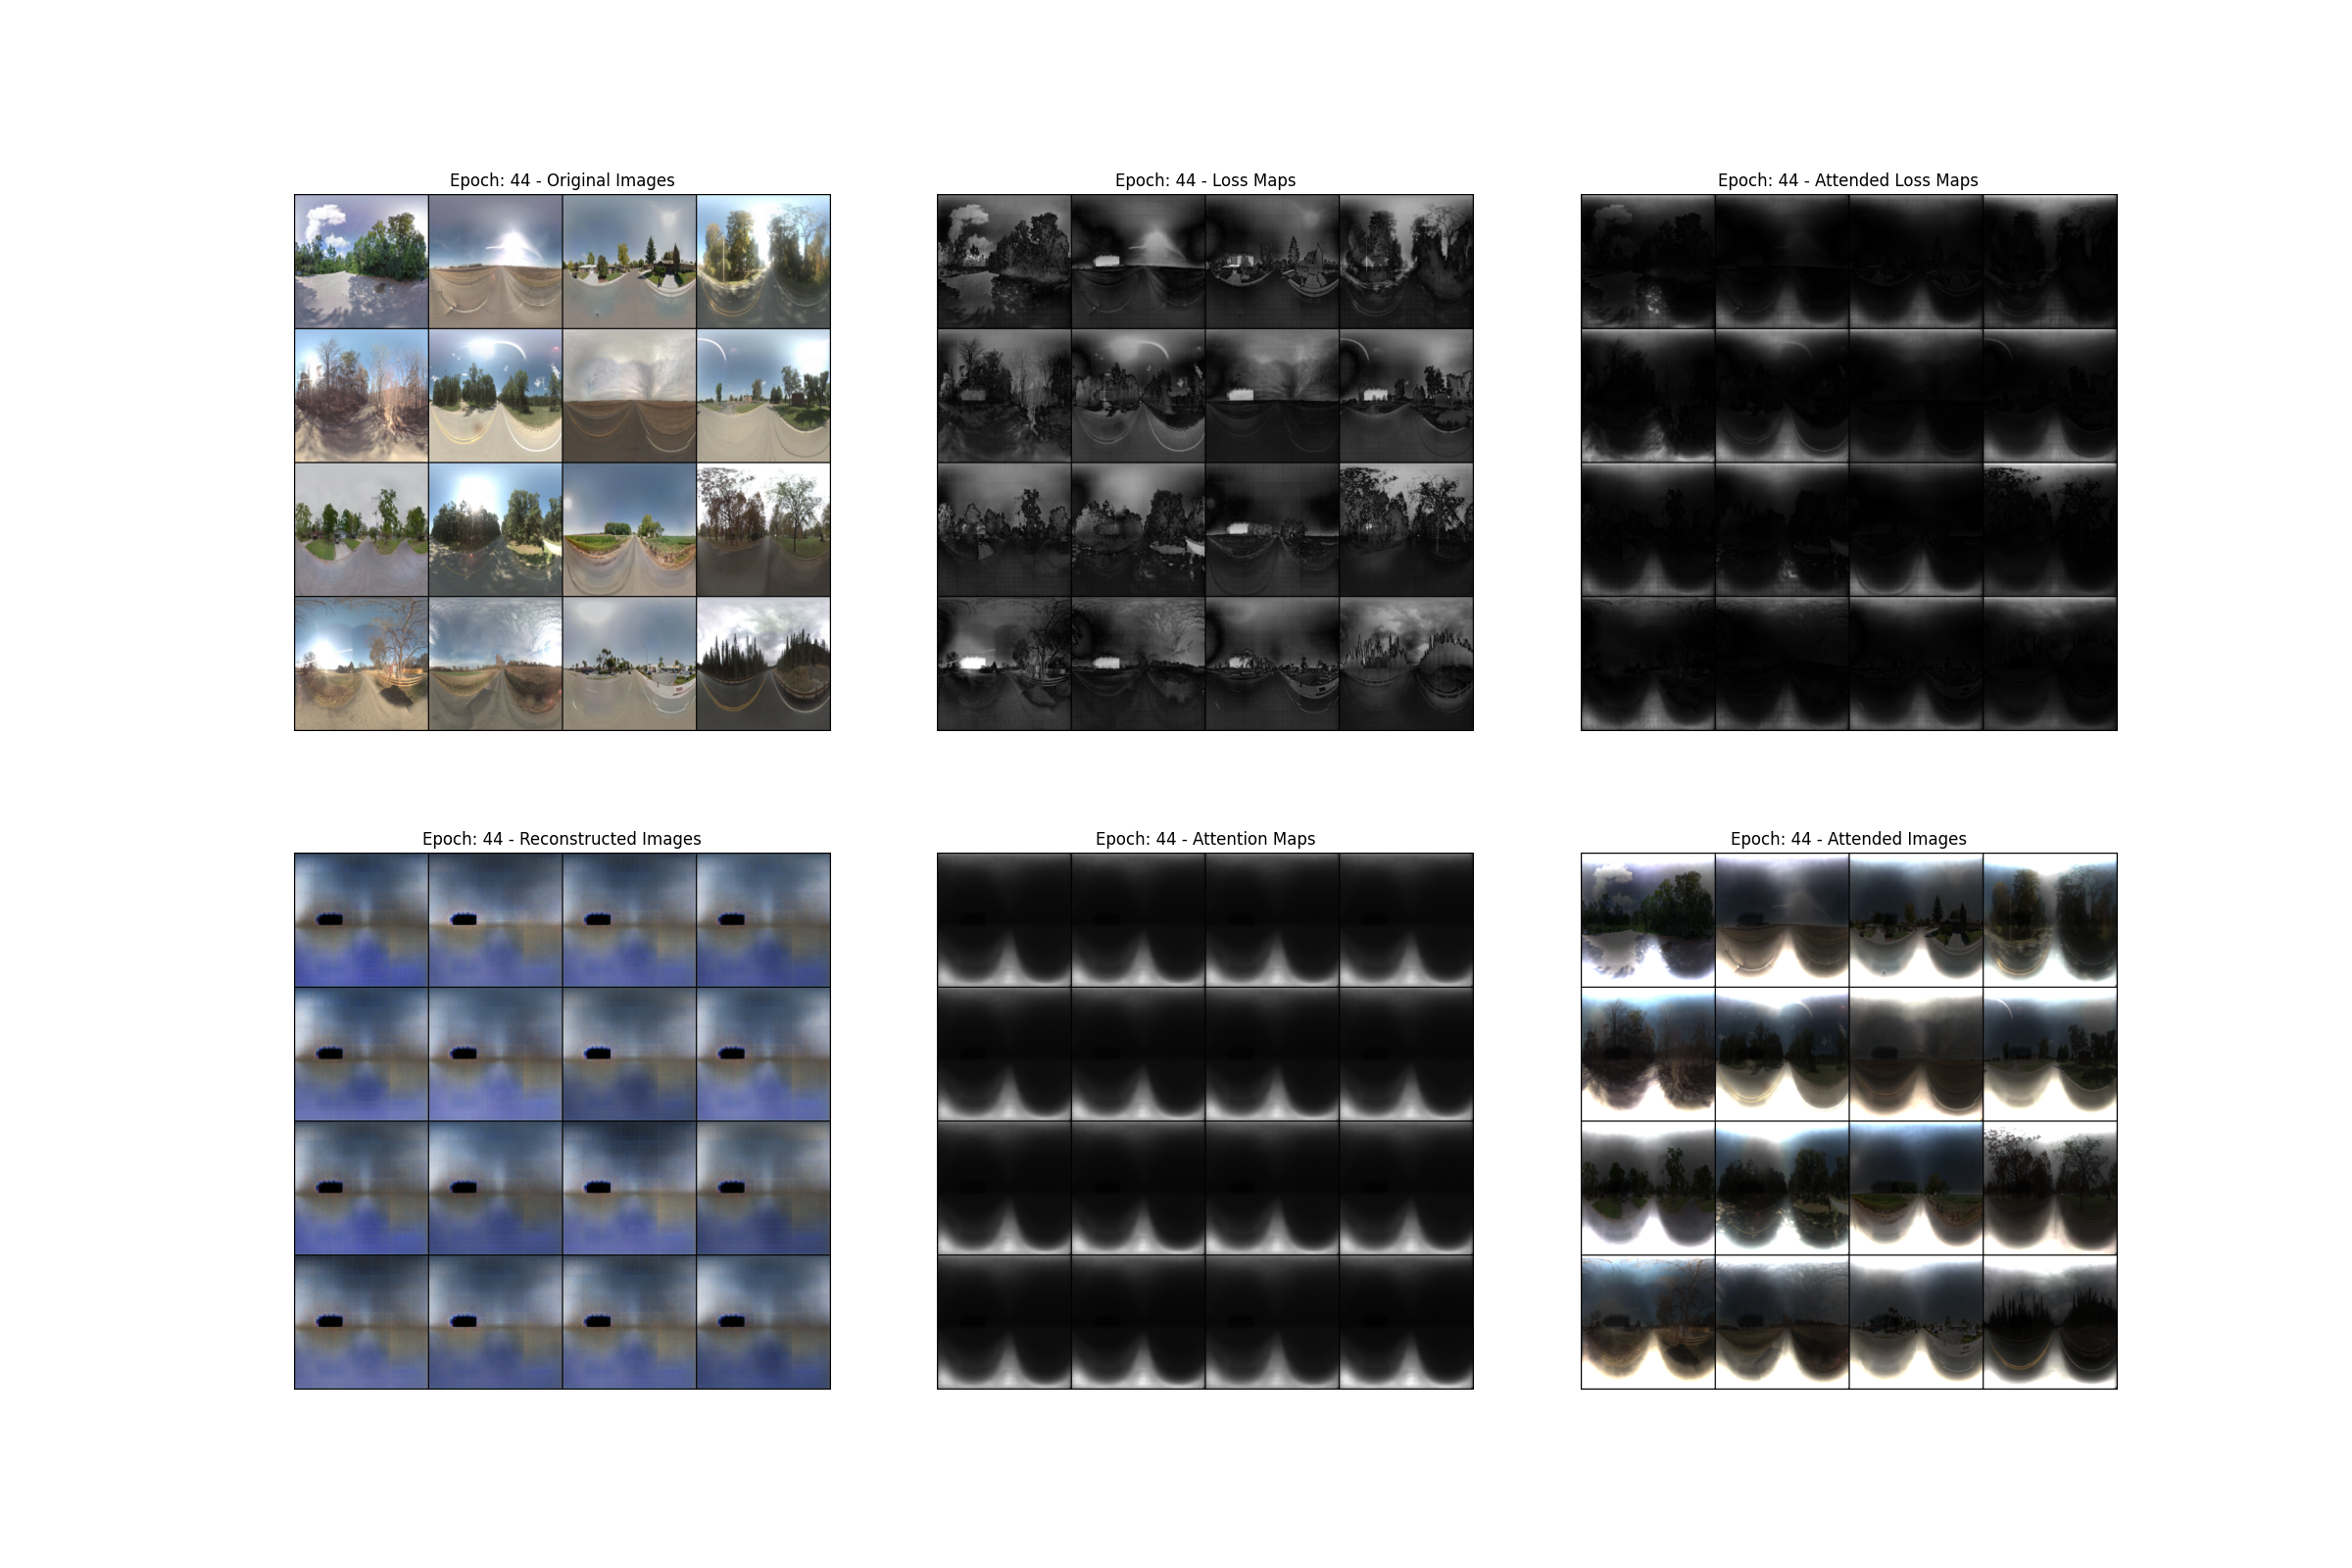 Epoch: 44 - Original Images
Epoch: 44 - Loss Maps
Epoch: 44 - Attended Loss Maps
Epoch: 44 - Reconstructed Images
Epoch: 44 - Attention Maps
Epoch: 44 - Attended Images